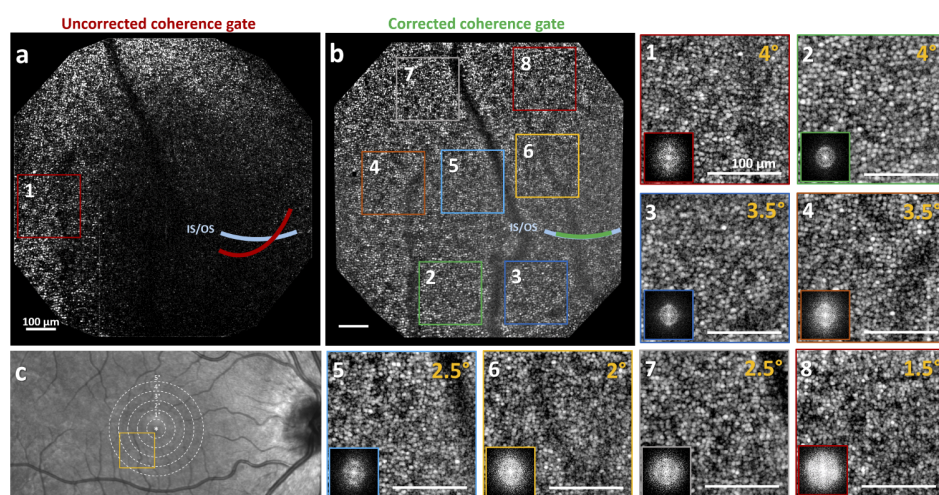 Uncorrected coherence gate
Corrected coherence gate
a
1
IS/OS
100 μm
b
7
8
4
5
6
IS/OS
2
3
1
4°
100 μm
2
4°
3
3.5°
4
3.5°
c
5
2.5°
6
2°
7
2.5°
8
1.5°